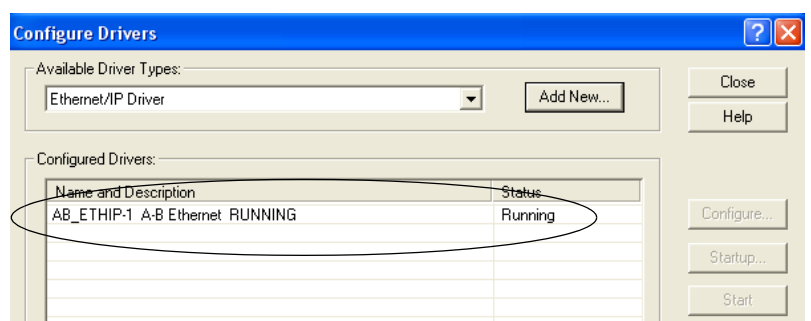 Configure Drivers
Available Driver Types:
Ethernet/IP Driver
Add New...
Close
Help
Configured Drivers:
Name and Description Status
AB_ETHIP-1 A-B Ethernet RUNNING Running
Configure...
Startup...
Start